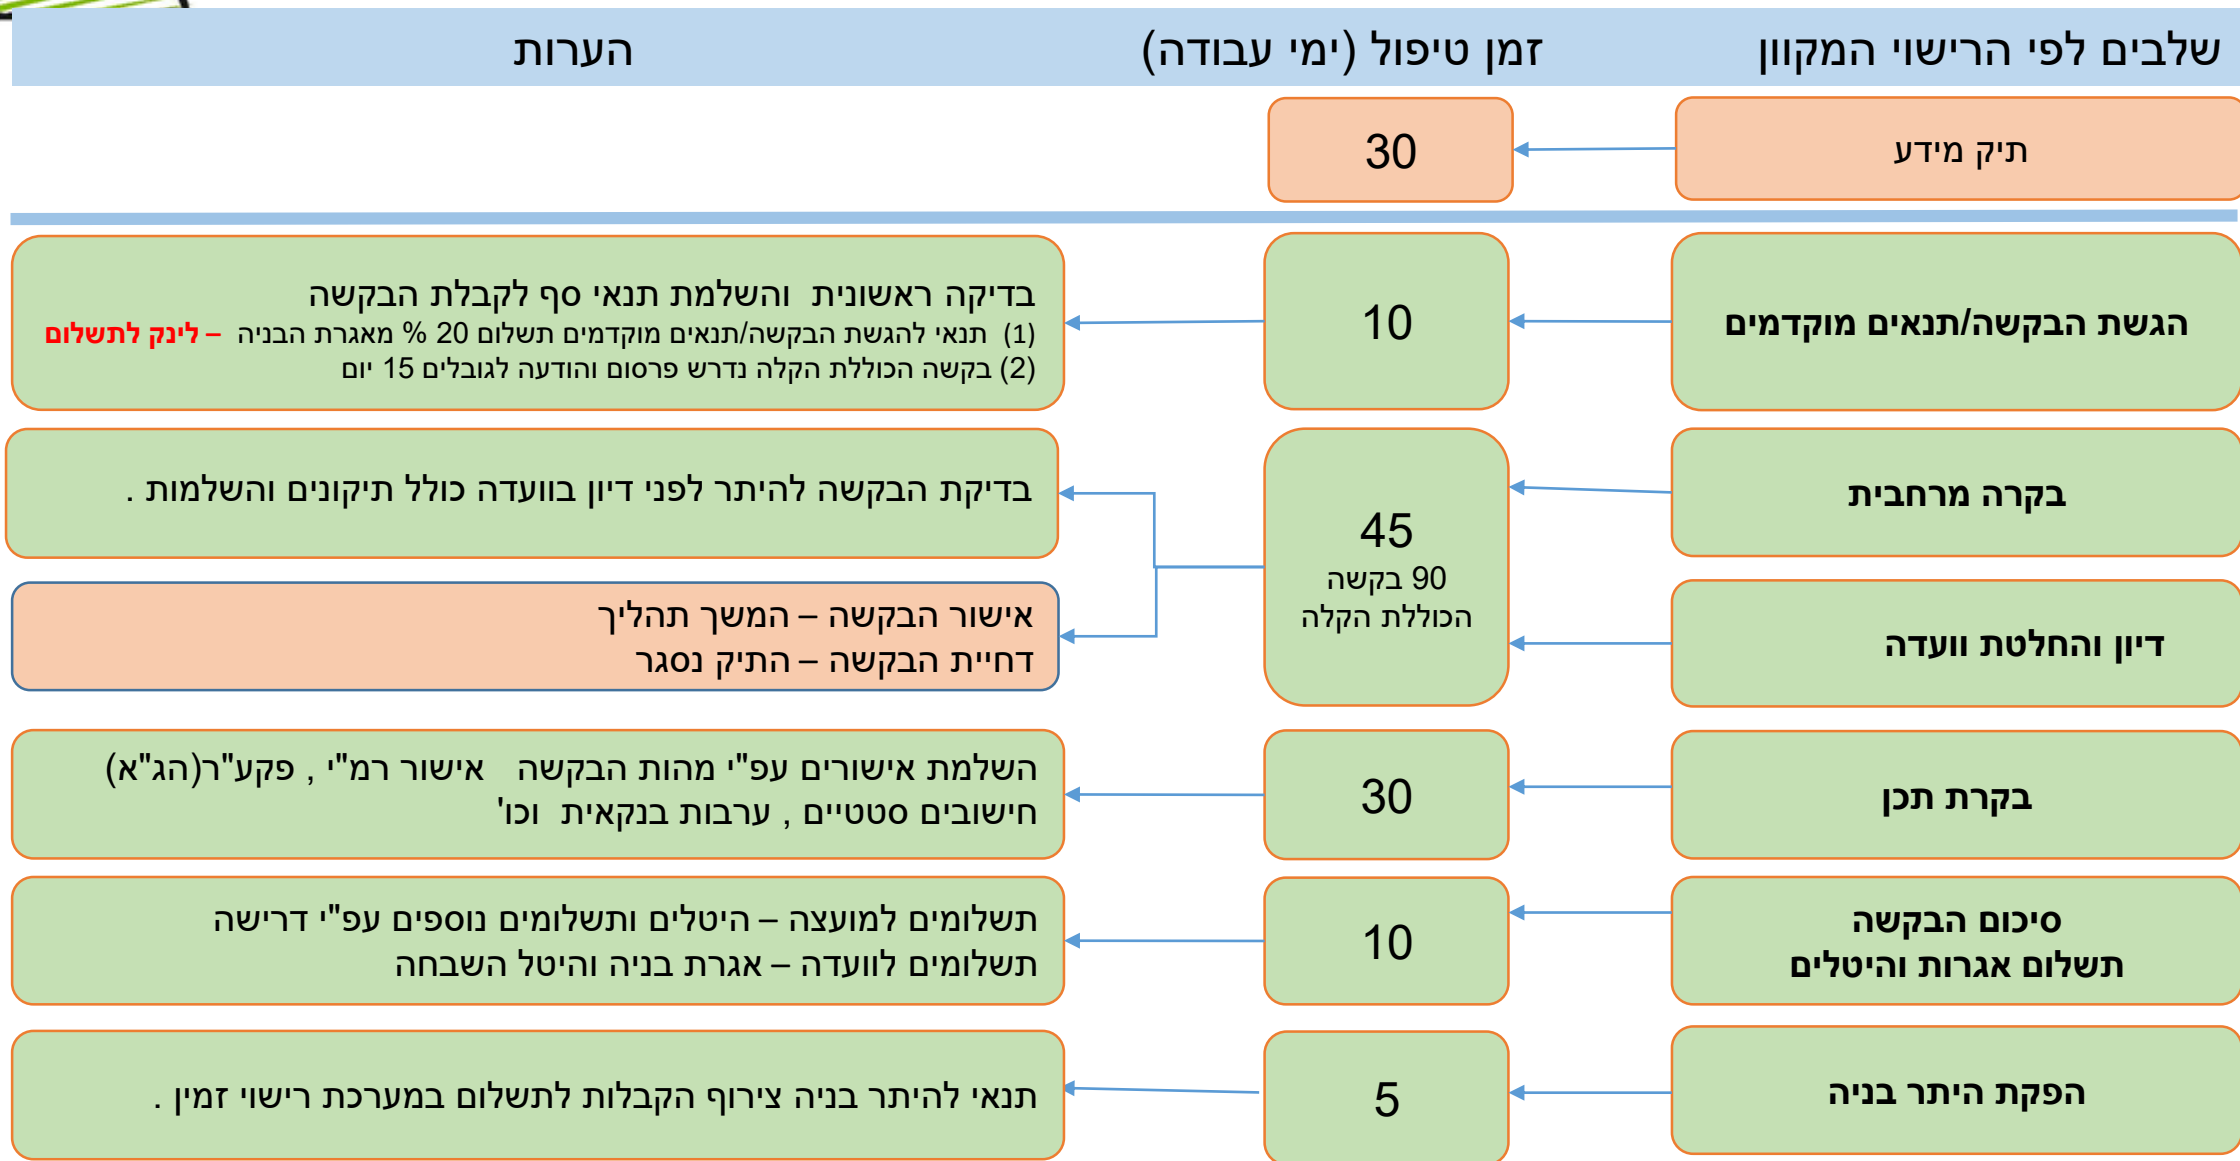 שלבים לפי הרישוי המקוון
זמן טיפול (ימי עבודה)
הערות
תיק מידע
30
הגשת הבקשה/תנאים מוקדמים
10
בדיקה ראשונית והשלמת תנאי סף לקבלת הבקשה
(1) תנאי להגשת הבקשה/תנאים מוקדמים תשלום 20 % מאגרת הבניה – לינק לתשלום
(2) בקשה הכוללת הקלה נדרש פרסום והודעה לגובלים 15 יום
בקרה מרחבית
45
90 בקשה
הכוללת הקלה
בדיקת הבקשה להיתר לפני דיון בוועדה כולל תיקונים והשלמות .
דיון והחלטת וועדה
אישור הבקשה – המשך תהליך
דחיית הבקשה – התיק נסגר
בקרת תכן
30
השלמת אישורים עפ"י מהות הבקשה אישור רמ"י , פקע"ר(הג"א)
חישובים סטטיים , ערבות בנקאית וכו'
סיכום הבקשה
תשלום אגרות והיטלים
10
תשלומים למועצה – היטלים ותשלומים נוספים עפ"י דרישה
תשלומים לוועדה – אגרת בניה והיטל השבחה
הפקת היתר בניה
5
תנאי להיתר בניה צירוף הקבלות לתשלום במערכת רישוי זמין .